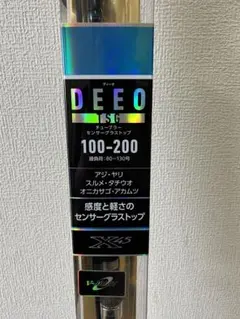 ディーオ
DEEO
TSG
チューブラー
センサーグラストップ
100-200
錘負荷:60〜130号
アジ・ヤリ
スルメ・タチウオ
オニカサゴ・アカムツ
感度と軽さの
センサーグラストップ
X45